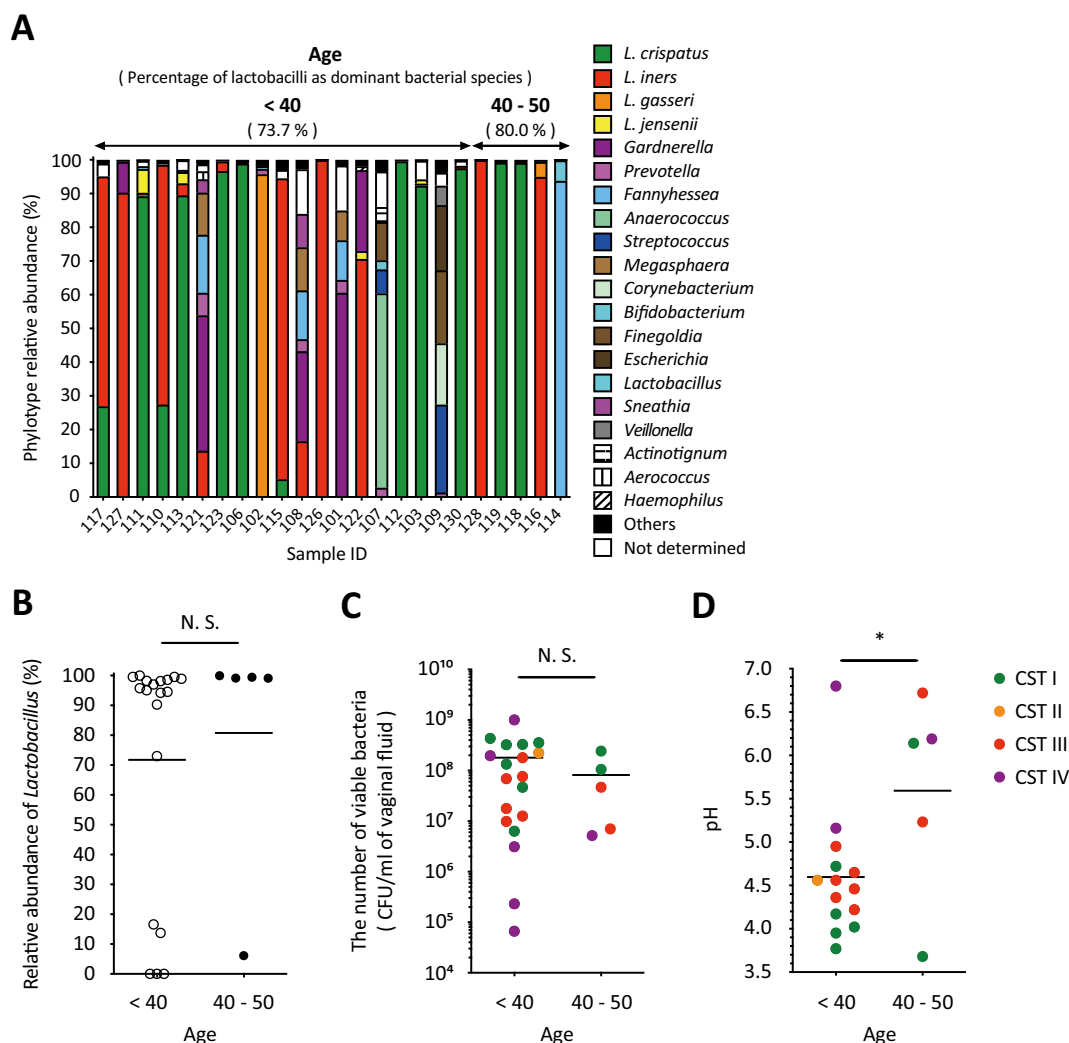 A
Age
( Percentage of lactobacilli as dominant bacterial species )
< 40
( 73.7 % )
40 - 50
( 80.0 % )
Phylotype relative abundance (%)
100
90
80
70
60
50
40
30
20
10
0
117 127 111 110 113 121 123 106 102 115 108 126 101 122 107 112 103 109 130 128 119 118 116 114
Sample ID
L. crispatus
L. iners
L. gasseri
L. jensenii
Gardnerella
Prevotella
Fannyhessea
Anaerococcus
Streptococcus
Megasphaera
Corynebacterium
Bifidobacterium
Finegoldia
Escherichia
Lactobacillus
Sneathia
Veillonella
Actinotignum
Aerococcus
Haemophilus
Others
Not determined
B
N. S.
Relative abundance of Lactobacillus (%)
100
90
80
70
60
50
40
30
20
10
0
< 40 40 - 50
Age
C
N. S.
The number of viable bacteria
( CFU/ml of vaginal fluid )
10¹⁰
10⁹
10⁸
10⁷
10⁶
10⁵
10⁴
< 40 40 - 50
Age
D
*
pH
7.0
6.5
6.0
5.5
5.0
4.5
4.0
3.5
< 40 40 - 50
Age
CST I
CST II
CST III
CST IV